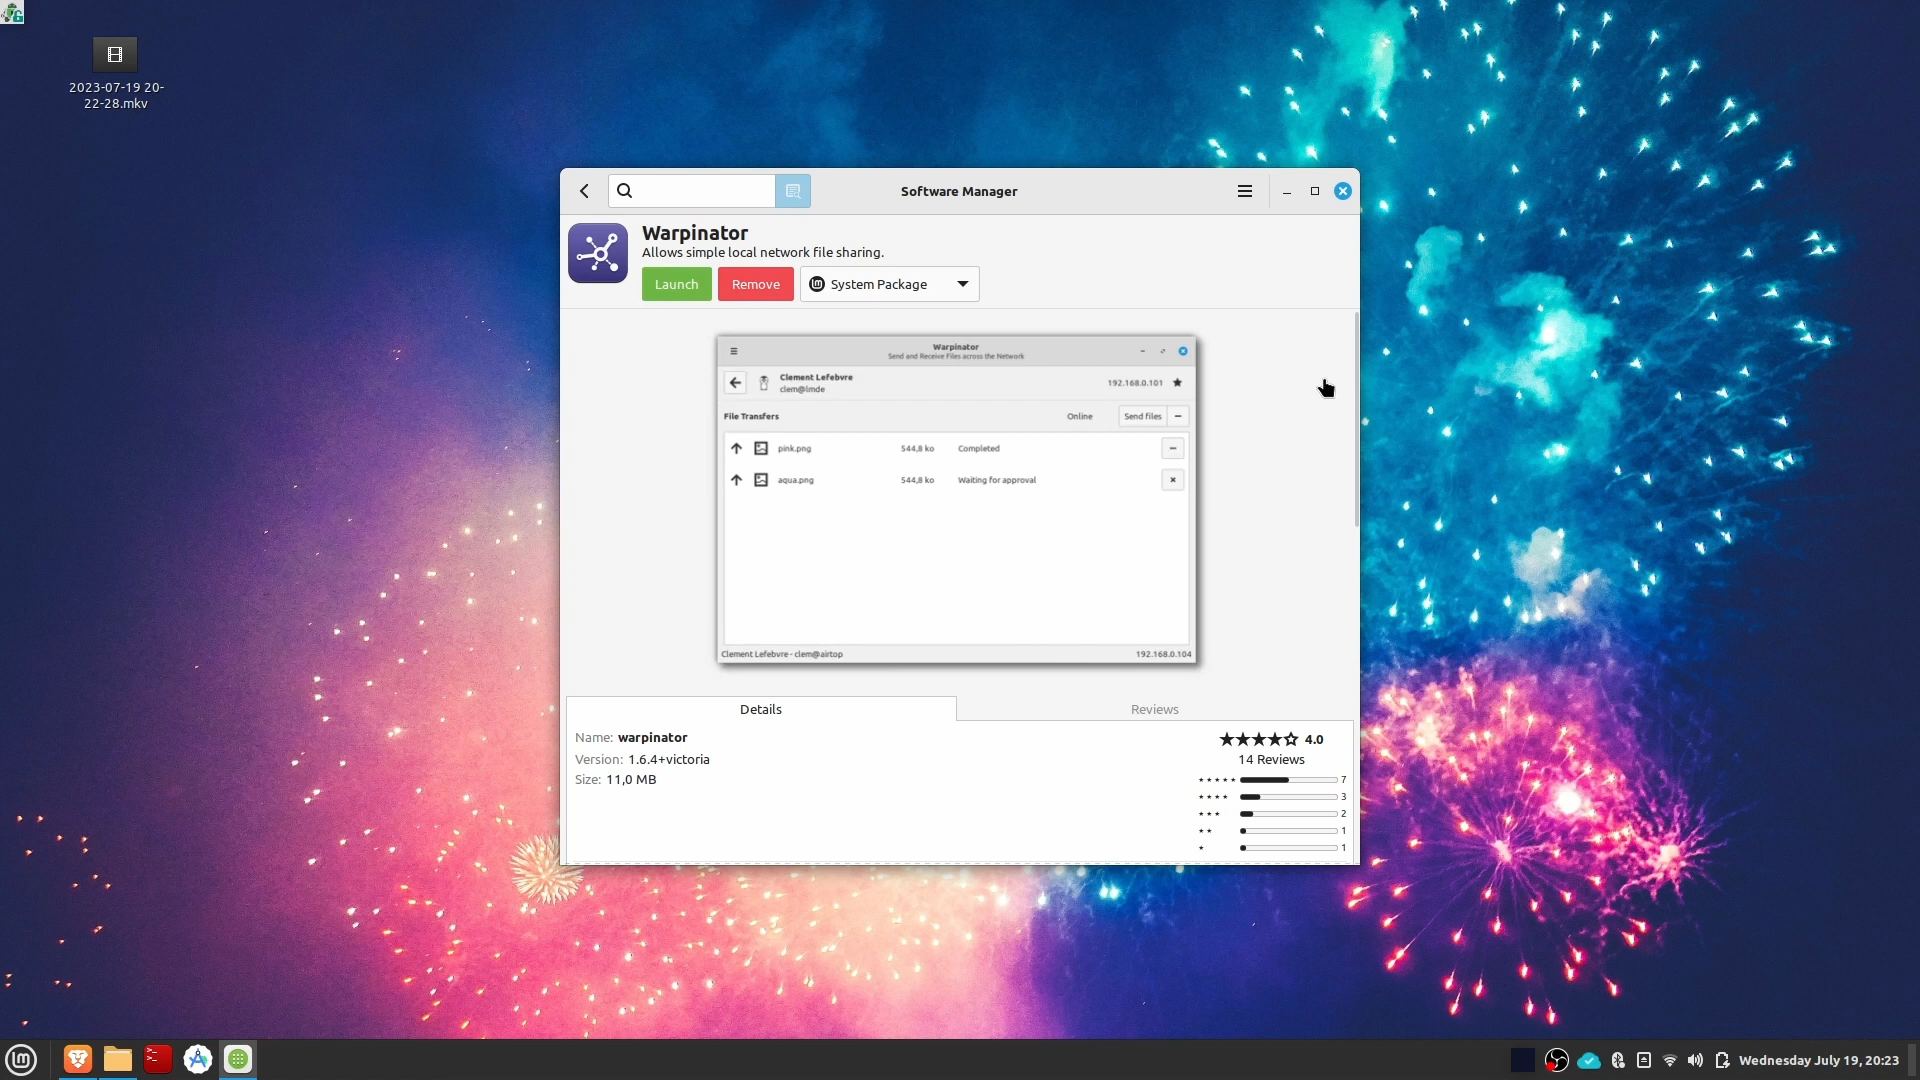 2023-07-19 20-
22-28.mkv
Software Manager
Warpinator
Allows simple local network file sharing.
Launch
Remove
System Package
Warpinator
Send and Receive Files across the Network
Clement Lefebvre
clem@lmde
192.168.0.101
File Transfers
Online
Send files
pink.png
544,8 ko
Completed
aqua.png
544,8 ko
Waiting for approval
Clement Lefebvre - clem@airtop
192.168.0.104
Details
Reviews
Name: warpinator
Version: 1.6.4+victoria
Size: 11,0 MB
4.0
14 Reviews
7
3
2
1
1
Wednesday July 19, 20:23